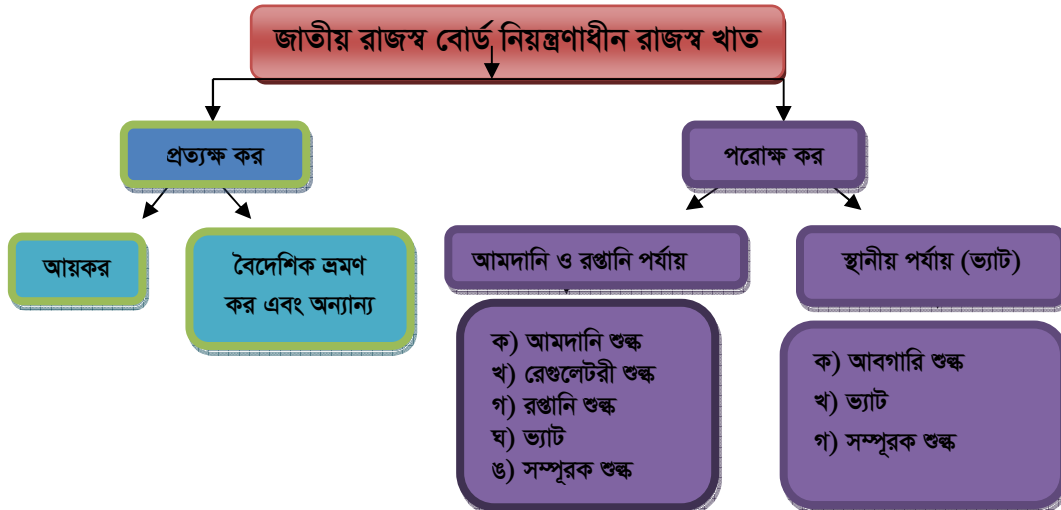 জাতীয় রাজস্ব বোর্ড নিয়ন্ত্রণাধীন রাজস্ব খাত
প্রত্যক্ষ কর
পরোক্ষ কর
আয়কর
বৈদেশিক ভ্রমণ
কর এবং অন্যান্য
আমদানি ও রপ্তানি পর্যায়
স্থানীয় পর্যায় (ভ্যাট)
ক) আমদানি শুল্ক
খ) রেগুলেটরী শুল্ক
গ) রপ্তানি শুল্ক
ঘ) ভ্যাট
ঙ) সম্পূরক শুল্ক
ক) আবগারি শুল্ক
খ) ভ্যাট
গ) সম্পূরক শুল্ক